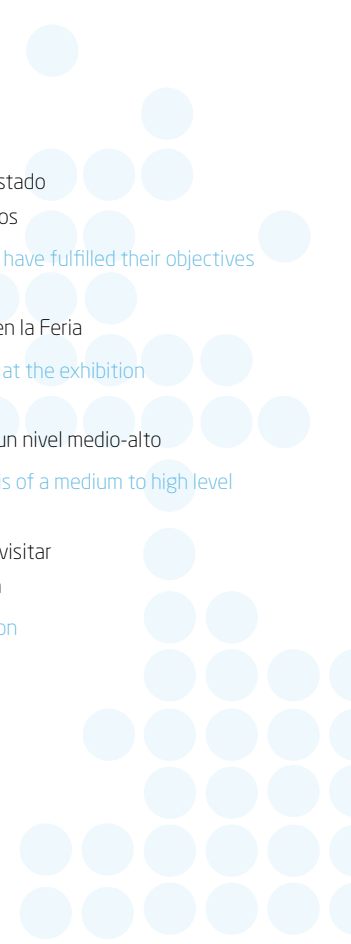 stado
os
have fulfilled their objectives
en la Feria
at the exhibition
un nivel medio-alto
is of a medium to high level
visitar
on